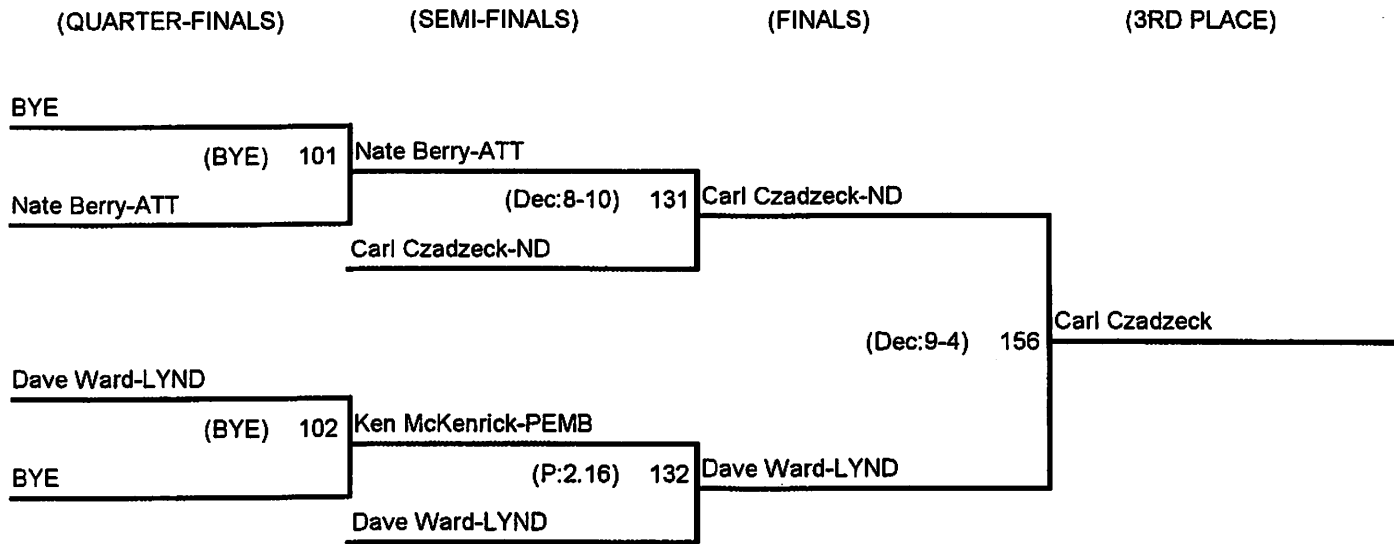 (QUARTER-FINALS) (SEMI-FINALS) (FINALS) (3RD PLACE)
BYE
(BYE) 101 Nate Berry-ATT
Nate Berry-ATT
(Dec:8-10) 131 Carl Czadzeck-ND
Carl Czadzeck-ND
(Dec:9-4) 156 Carl Czadzeck
Dave Ward-LYND
(BYE) 102 Ken McKenrick-PEMB
BYE
(P:2.16) 132 Dave Ward-LYND
Dave Ward-LYND